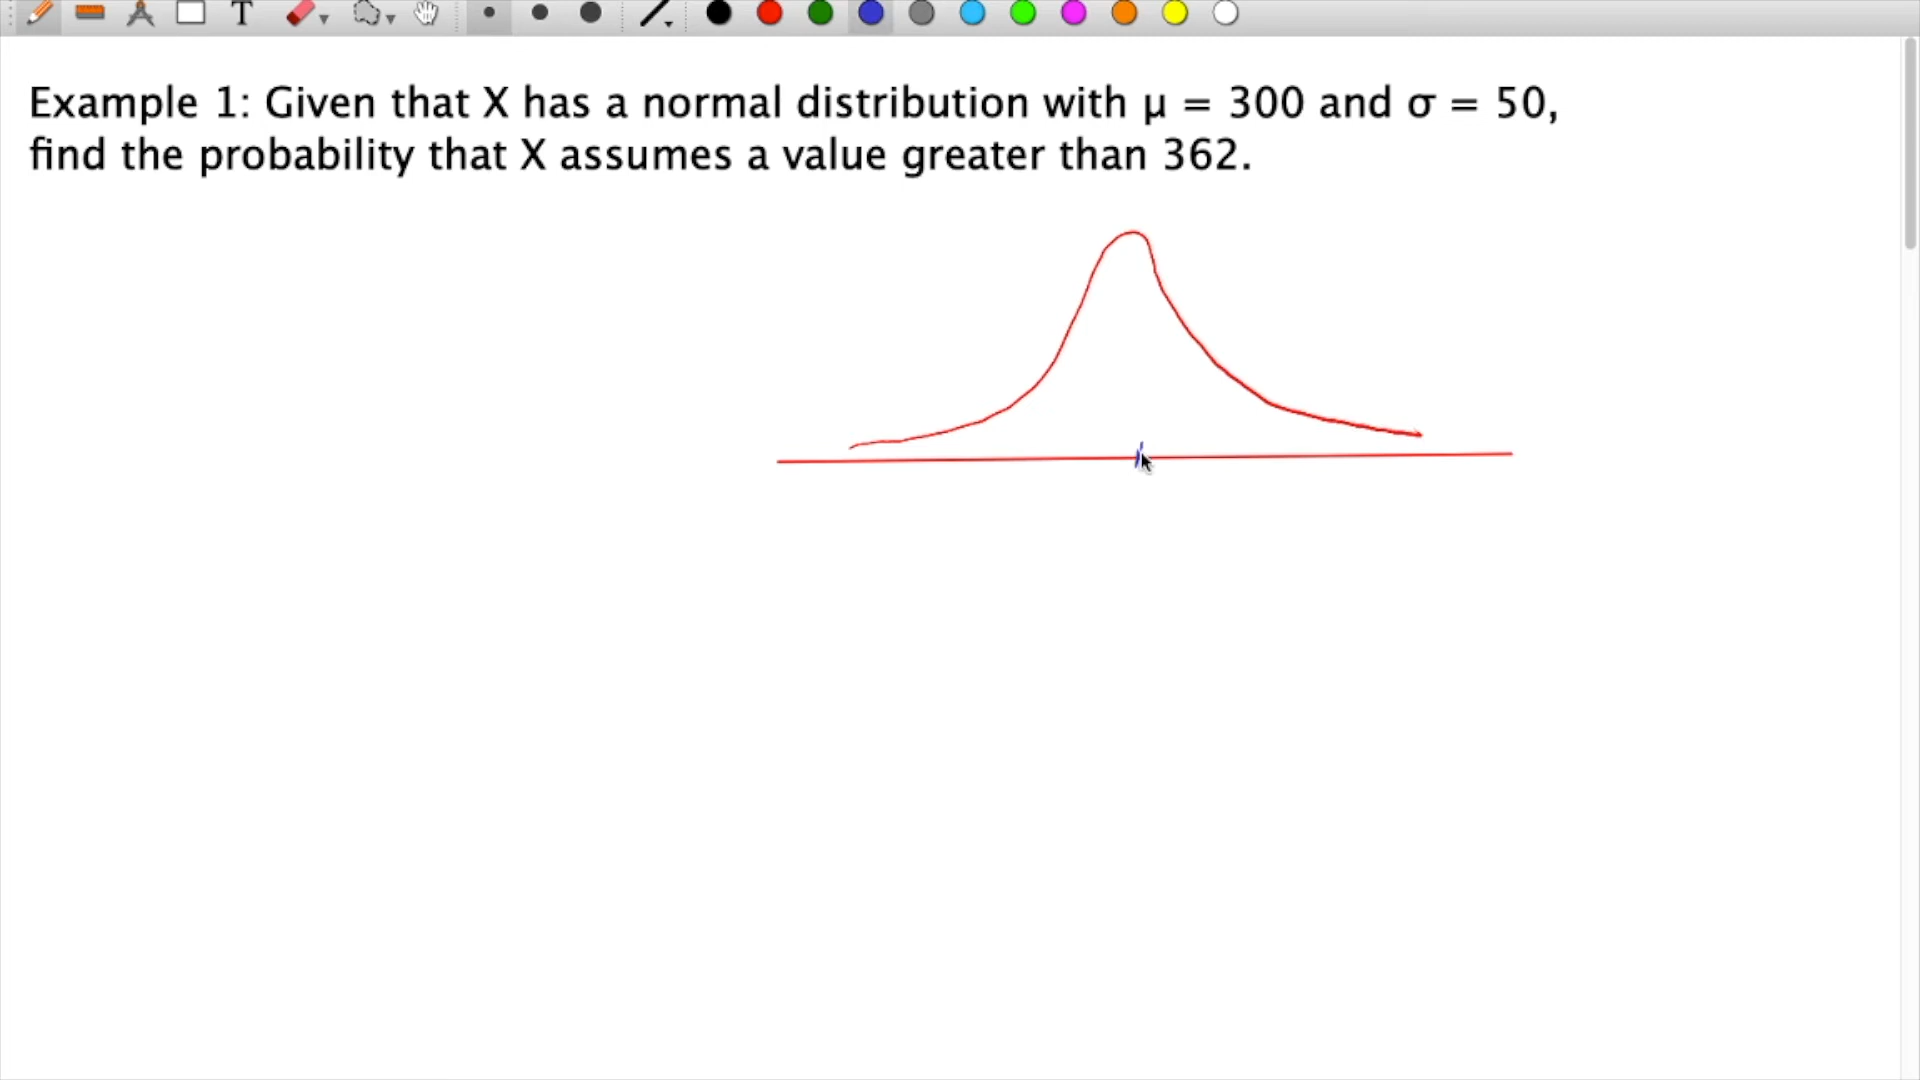 T
Example 1: Given that X has a normal distribution with μ = 300 and σ = 50,
find the probability that X assumes a value greater than 362.